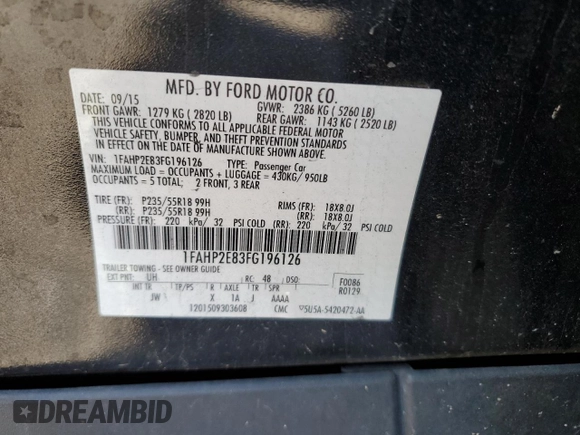 MFD. BY FORD MOTOR CO.
DATE: 09/15 GVWR: 2386 KG ( 5260 LB)
FRONT GAWR: 1279 KG ( 2820 LB) REAR GAWR: 1143 KG ( 2520 LB)
THIS VEHICLE CONFORMS TO ALL APPLICABLE FEDERAL MOTOR
VEHICLE SAFETY, BUMPER, AND THEFT PREVENTION STANDARDS
IN EFFECT ON THE DATE OF MANUFACTURE SHOWN ABOVE.
VIN: 1FAHP2E83FG196126 TYPE: Passenger Car
MAXIMUM LOAD = OCCUPANTS + LUGGAGE = 430KG/ 950LB
OCCUPANTS = 5 TOTAL: 2 FRONT, 3 REAR
TIRE (FR): P235/55R18 99H RIMS (FR): 18X8.0J
(RR): P235/55R18 99H (RR): 18X8.0J
PRESSURE (FR): 220 kPa/ 32 PSI COLD (RR): 220 kPa/ 32 PSI COLD
1FAHP2E83FG196126
TRAILER TOWING - SEE OWNER GUIDE
EXT PNT: UH RC: 48 DSO: F0086
INT TR TP/PS R AXLE TR SPR R0129
JW X 1A J AAAA
1201509303608 CMC 5U5A-5420472-AA
DREAMBID